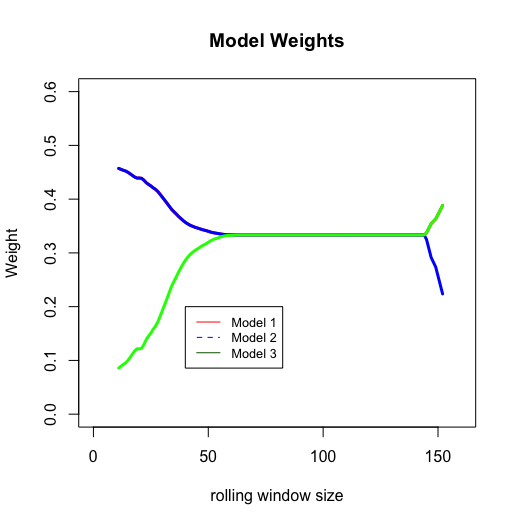 Model Weights
Weight
0.6
0.5
0.4
0.3
0.2
0.1
0.0
Model 1
Model 2
Model 3
0 50 100 150
rolling window size